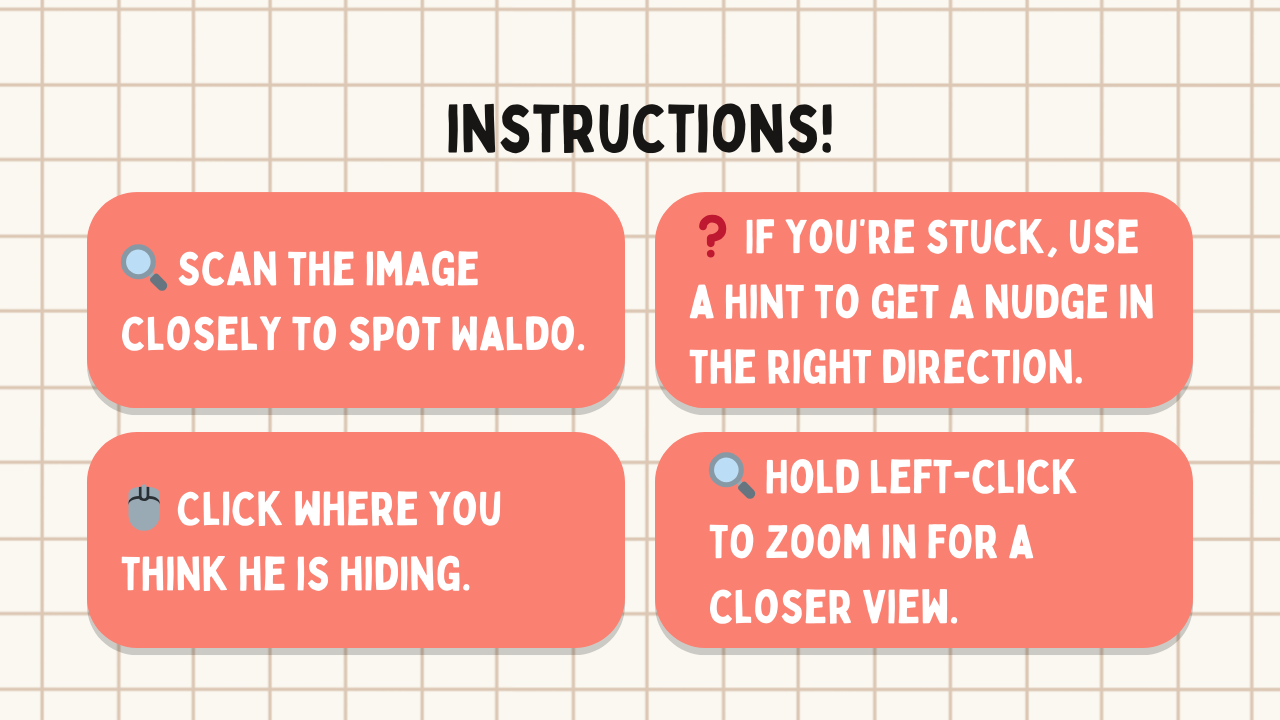 INSTRUCTIONS!
🔍 SCAN THE IMAGE
CLOSELY TO SPOT WALDO.
❓ IF YOU'RE STUCK, USE
A HINT TO GET A NUDGE IN
THE RIGHT DIRECTION.
🖱️ CLICK WHERE YOU
THINK HE IS HIDING.
🔍 HOLD LEFT-CLICK
TO ZOOM IN FOR A
CLOSER VIEW.